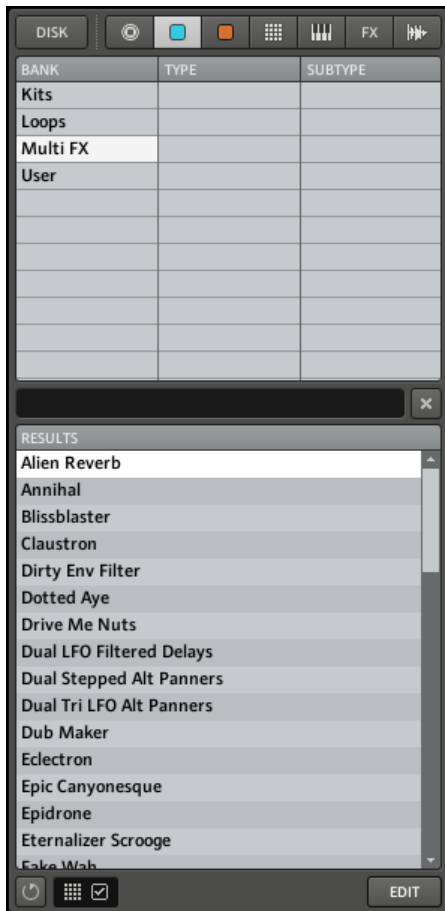 DISK FX
BANK TYPE SUBTYPE
Kits
Loops
Multi FX
User
RESULTS
Alien Reverb
Annihal
Blissblaster
Claustron
Dirty Env Filter
Dotted Aye
Drive Me Nuts
Dual LFO Filtered Delays
Dual Stepped Alt Panners
Dual Tri LFO Alt Panners
Dub Maker
Eclectron
Epic Canyonesque
Epidrone
Eternalizer Scrooge
Fake Wah
EDIT